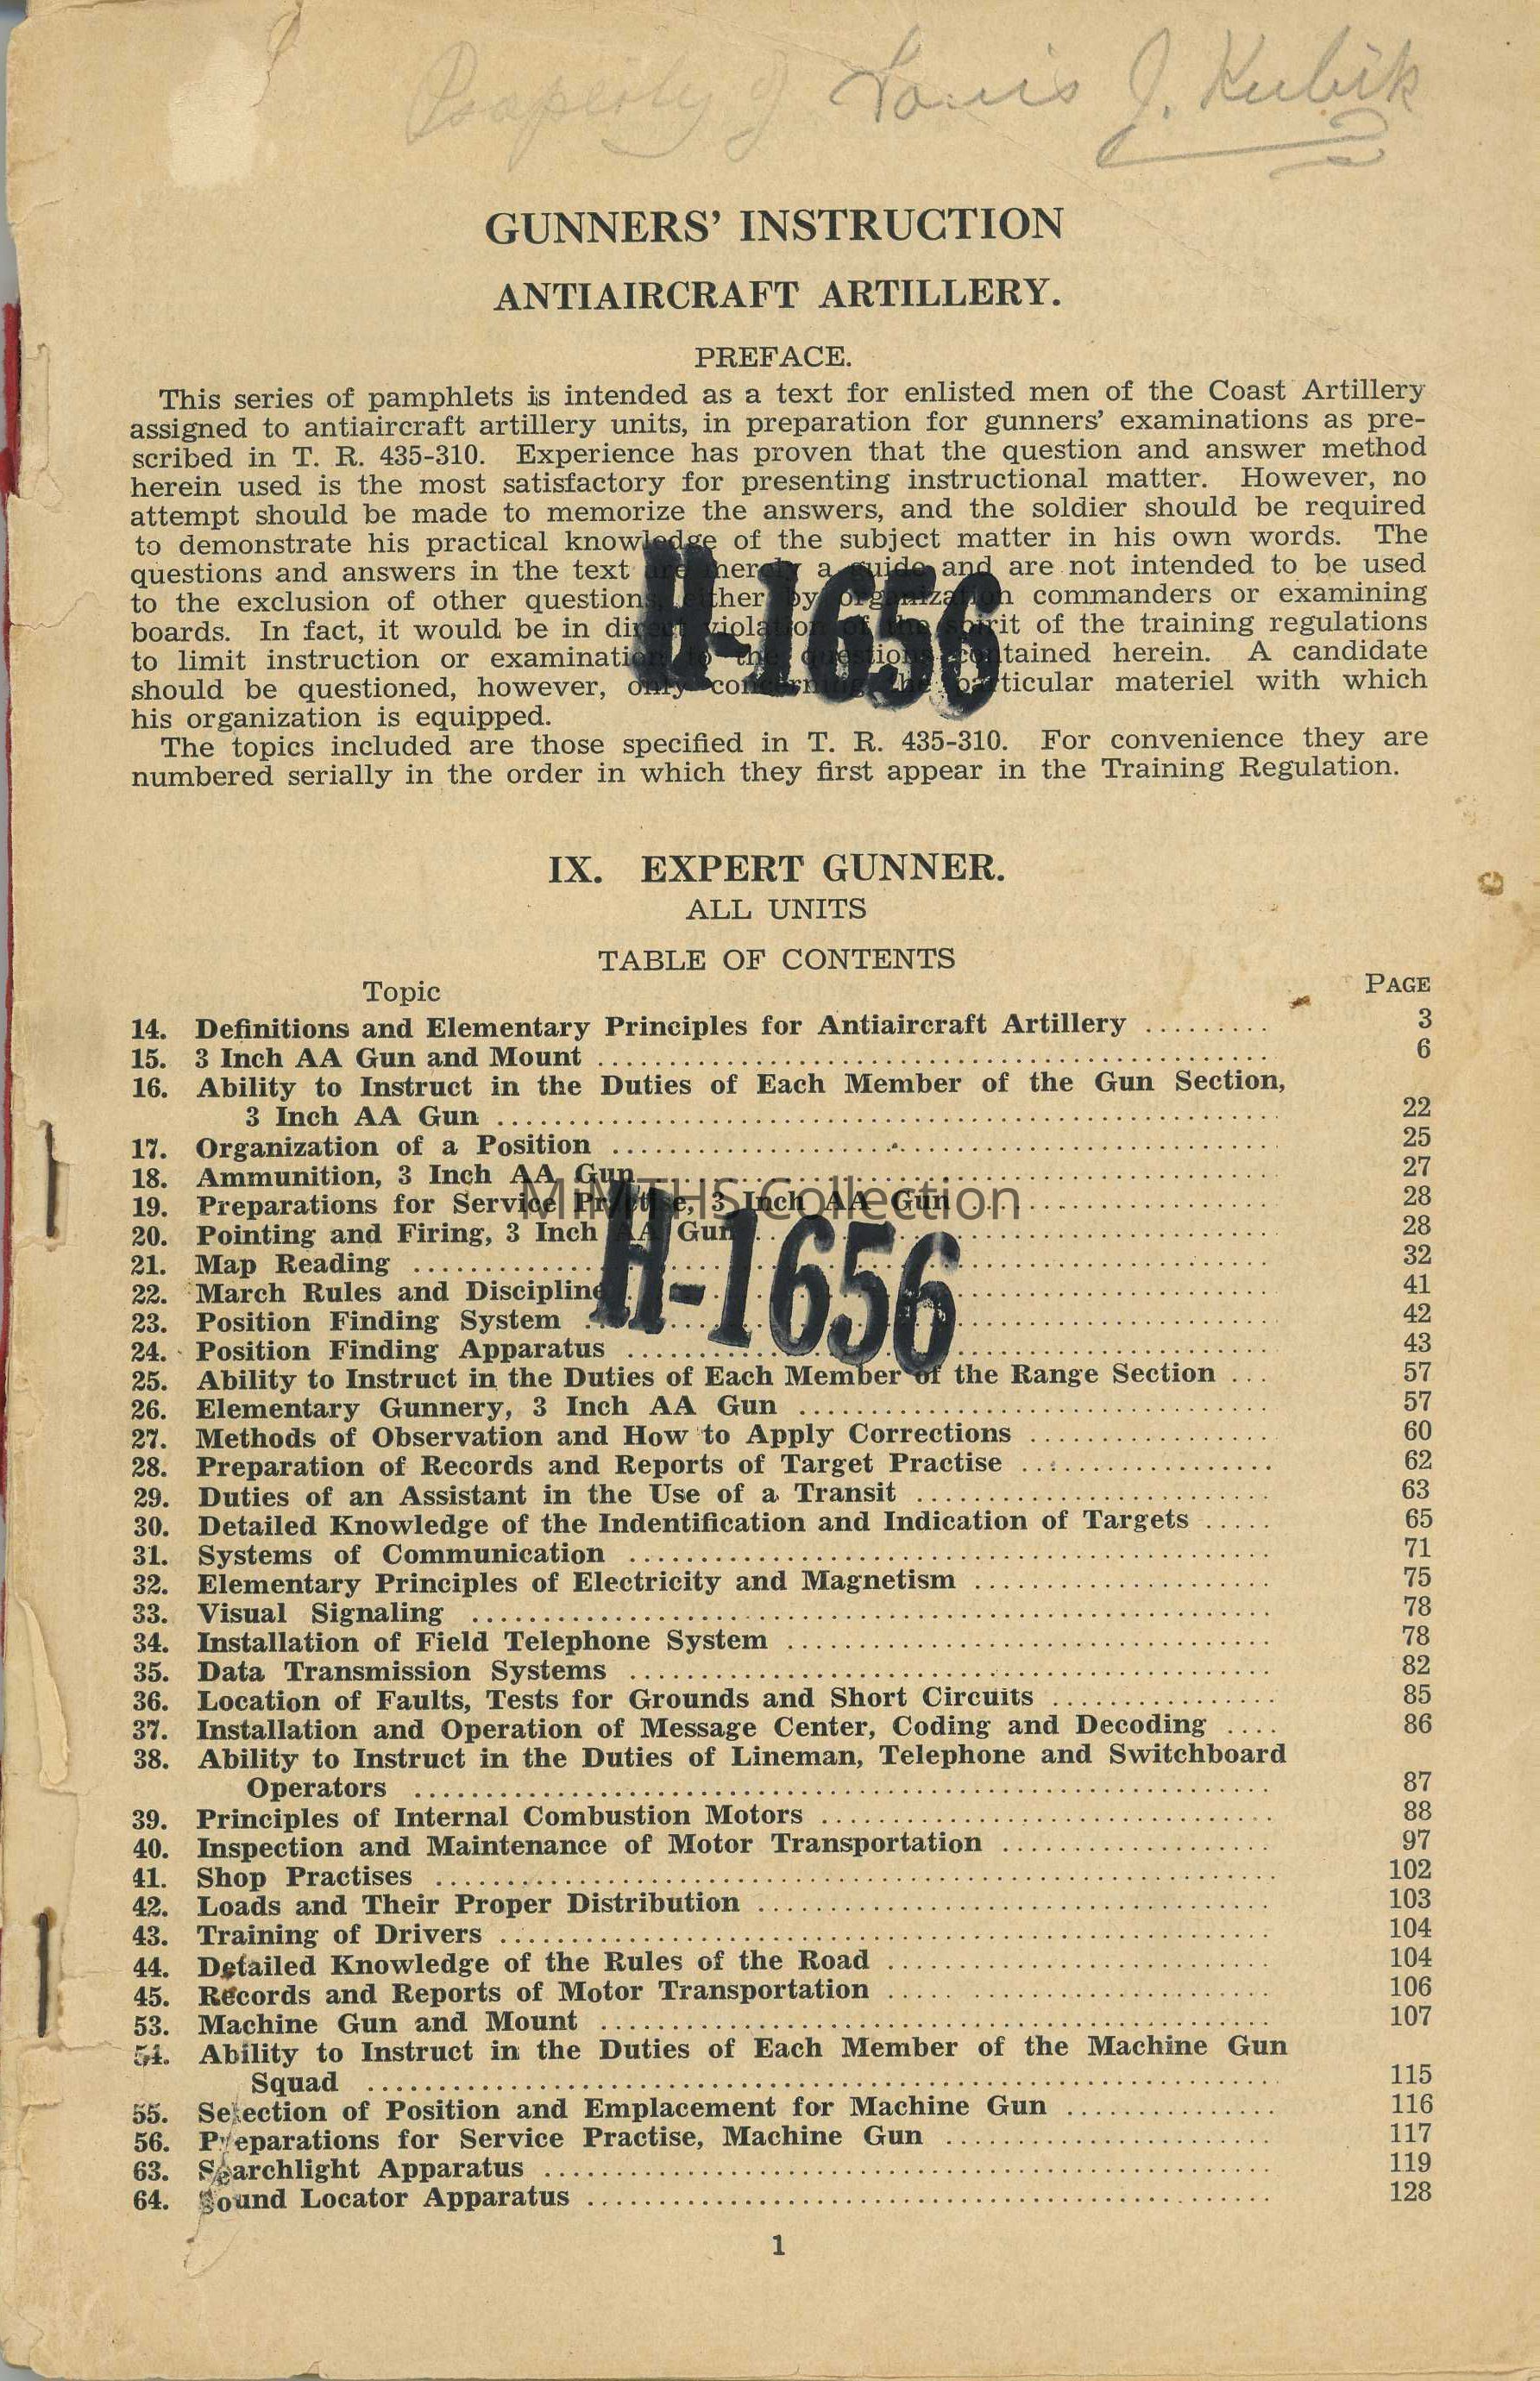 Property of Louis J. Kubik
GUNNERS' INSTRUCTION
ANTIAIRCRAFT ARTILLERY.
PREFACE.
This series of pamphlets is intended as a text for enlisted men of the Coast Artillery
assigned to antiaircraft artillery units, in preparation for gunners' examinations as pre-
scribed in T. R. 435-310. Experience has proven that the question and answer method
herein used is the most satisfactory for presenting instructional matter. However, no
attempt should be made to memorize the answers, and the soldier should be required
to demonstrate his practical knowledge of the subject matter in his own words. The
questions and answers in the text are merely a guide and are not intended to be used
to the exclusion of other questions, either by organization commanders or examining
boards. In fact, it would be in direct violation of the spirit of the training regulations
to limit instruction or examination to the questions contained herein. A candidate
should be questioned, however, only concerning the particular materiel with which
his organization is equipped.
H-1656
The topics included are those specified in T. R. 435-310. For convenience they are
numbered serially in the order in which they first appear in the Training Regulation.
IX. EXPERT GUNNER.
ALL UNITS
TABLE OF CONTENTS
Topic PAGE
14. Definitions and Elementary Principles for Antiaircraft Artillery ......... 3
15. 3 Inch AA Gun and Mount ......... 6
16. Ability to Instruct in the Duties of Each Member of the Gun Section,
3 Inch AA Gun ......... 22
17. Organization of a Position ......... 25
18. Ammunition, 3 Inch AA Gun ......... 27
19. Preparations for Service Practise, 3 Inch AA Gun ......... 28
MiMTHS Collection
20. Pointing and Firing, 3 Inch AA Gun ......... 28
21. Map Reading ......... 32
22. March Rules and Discipline ......... 41
H-1656
23. Position Finding System ......... 42
24. Position Finding Apparatus ......... 43
25. Ability to Instruct in the Duties of Each Member of the Range Section ... 57
26. Elementary Gunnery, 3 Inch AA Gun ......... 57
27. Methods of Observation and How to Apply Corrections ......... 60
28. Preparation of Records and Reports of Target Practise ......... 62
29. Duties of an Assistant in the Use of a Transit ......... 63
30. Detailed Knowledge of the Indentification and Indication of Targets ..... 65
31. Systems of Communication ......... 71
32. Elementary Principles of Electricity and Magnetism ......... 75
33. Visual Signaling ......... 78
34. Installation of Field Telephone System ......... 78
35. Data Transmission Systems ......... 82
36. Location of Faults, Tests for Grounds and Short Circuits ......... 85
37. Installation and Operation of Message Center, Coding and Decoding .... 86
38. Ability to Instruct in the Duties of Lineman, Telephone and Switchboard
Operators ......... 87
39. Principles of Internal Combustion Motors ......... 88
40. Inspection and Maintenance of Motor Transportation ......... 97
41. Shop Practises ......... 102
42. Loads and Their Proper Distribution ......... 103
43. Training of Drivers ......... 104
44. Detailed Knowledge of the Rules of the Road ......... 104
45. Records and Reports of Motor Transportation ......... 106
53. Machine Gun and Mount ......... 107
54. Ability to Instruct in the Duties of Each Member of the Machine Gun
Squad ......... 115
55. Selection of Position and Emplacement for Machine Gun ......... 116
56. Preparations for Service Practise, Machine Gun ......... 117
63. Searchlight Apparatus ......... 119
64. Sound Locator Apparatus ......... 128
1